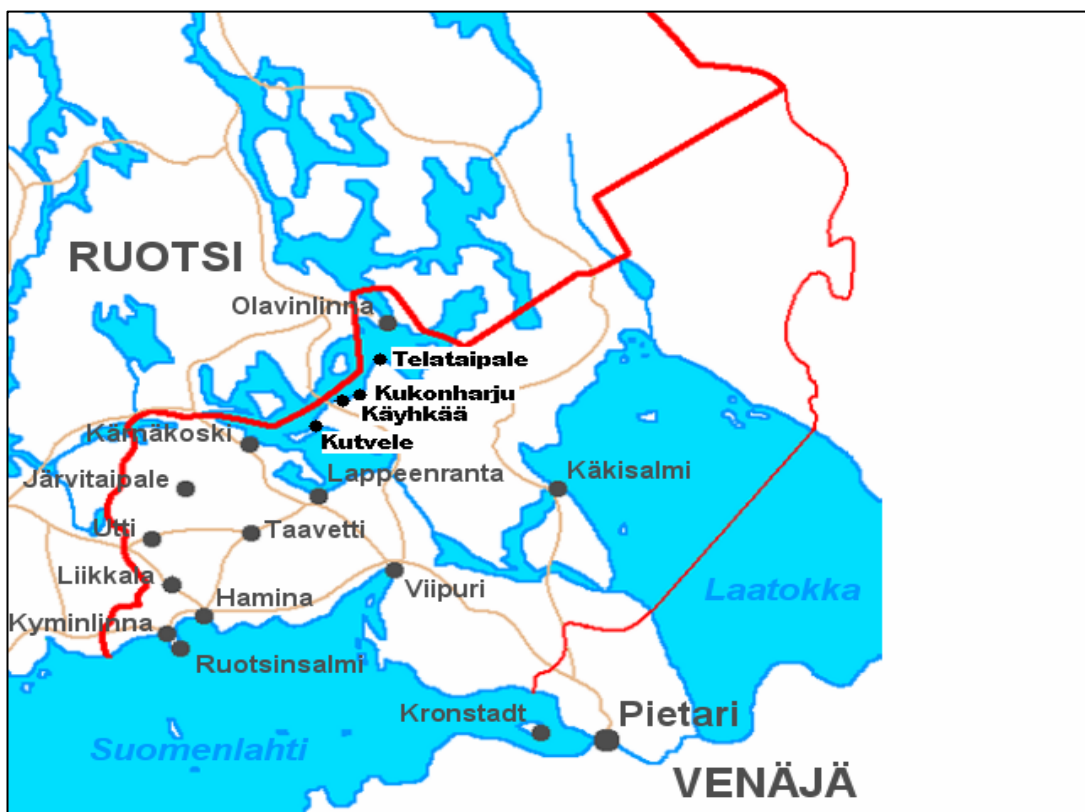 RUOTSI
Olavinlinna
Telataipale
Kukonharju
Käyhkää
Kärnäkoski
Kutvele
Järvitaipale
Lappeenranta
Käkisalmi
Utti
Taavetti
Liikkala
Hamina
Viipuri
Laatokka
Kyminlinna
Ruotsinsalmi
Kronstadt
Pietari
Suomenlahti
VENÄJÄ